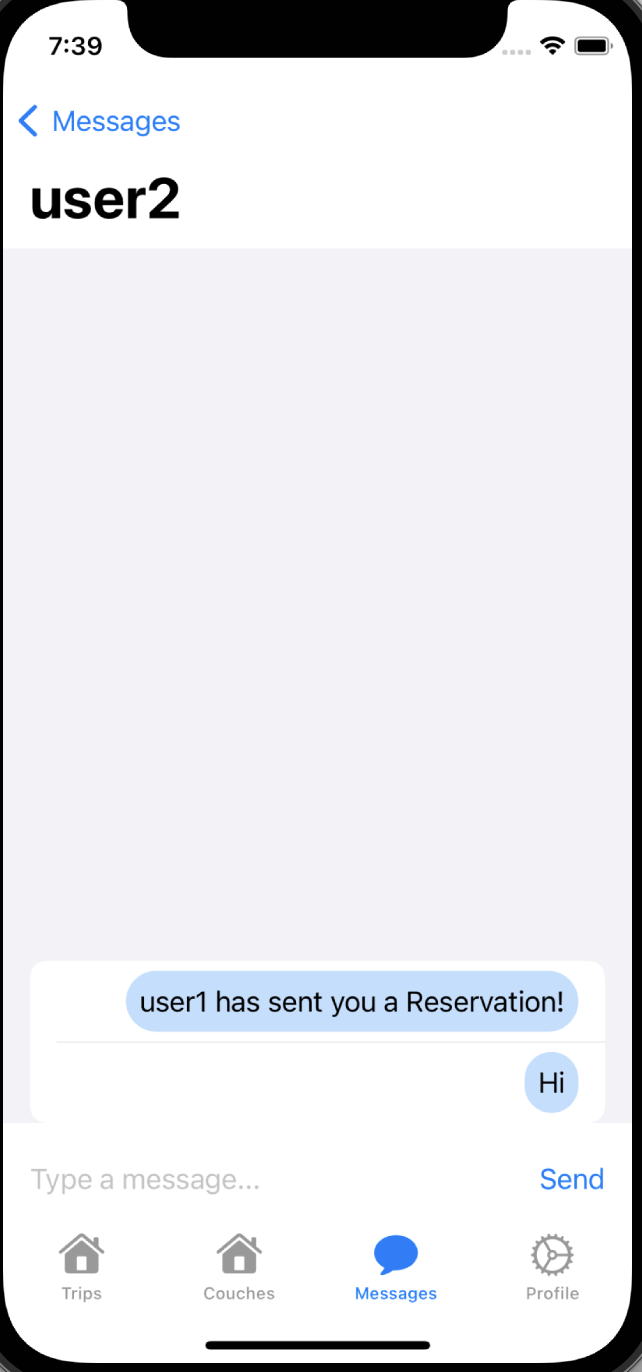 7:39
Messages
user2
user1 has sent you a Reservation!
Hi
Type a message...
Send
Trips
Couches
Messages
Profile